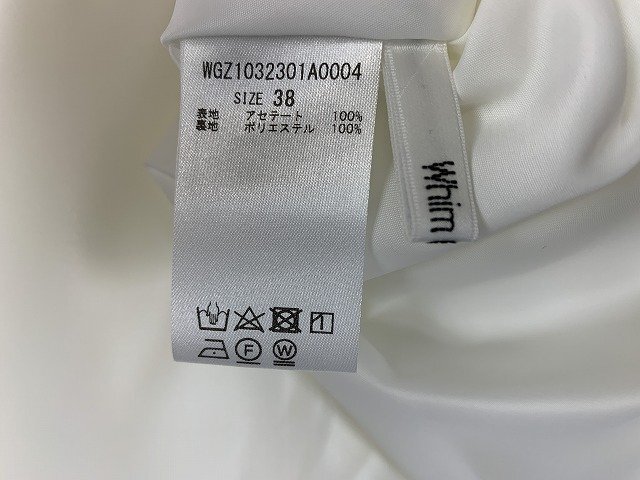 WGZ1032301A0004
SIZE 38
表地 アセテート 100%
裏地 ポリエステル 100%
F W
Whim